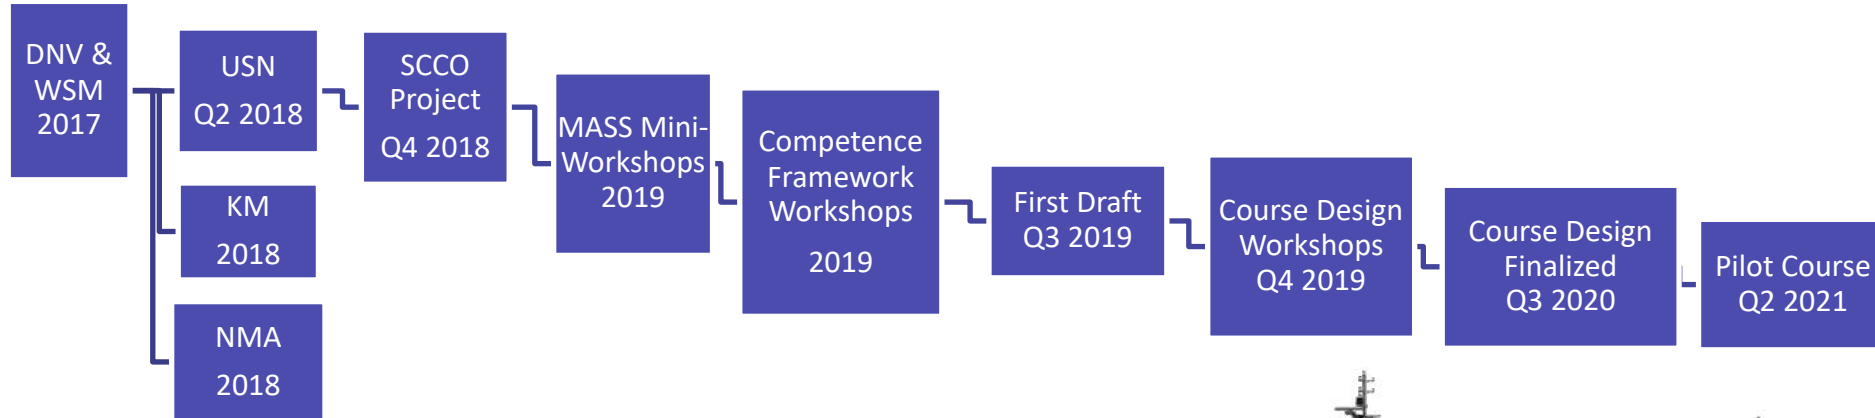 DNV &
WSM
2017
USN
Q2 2018
KM
2018
NMA
2018
SCCO
Project
Q4 2018
MASS Mini-
Workshops
2019
Competence
Framework
Workshops
2019
First Draft
Q3 2019
Course Design
Workshops
Q4 2019
Course Design
Finalized
Q3 2020
Pilot Course
Q2 2021